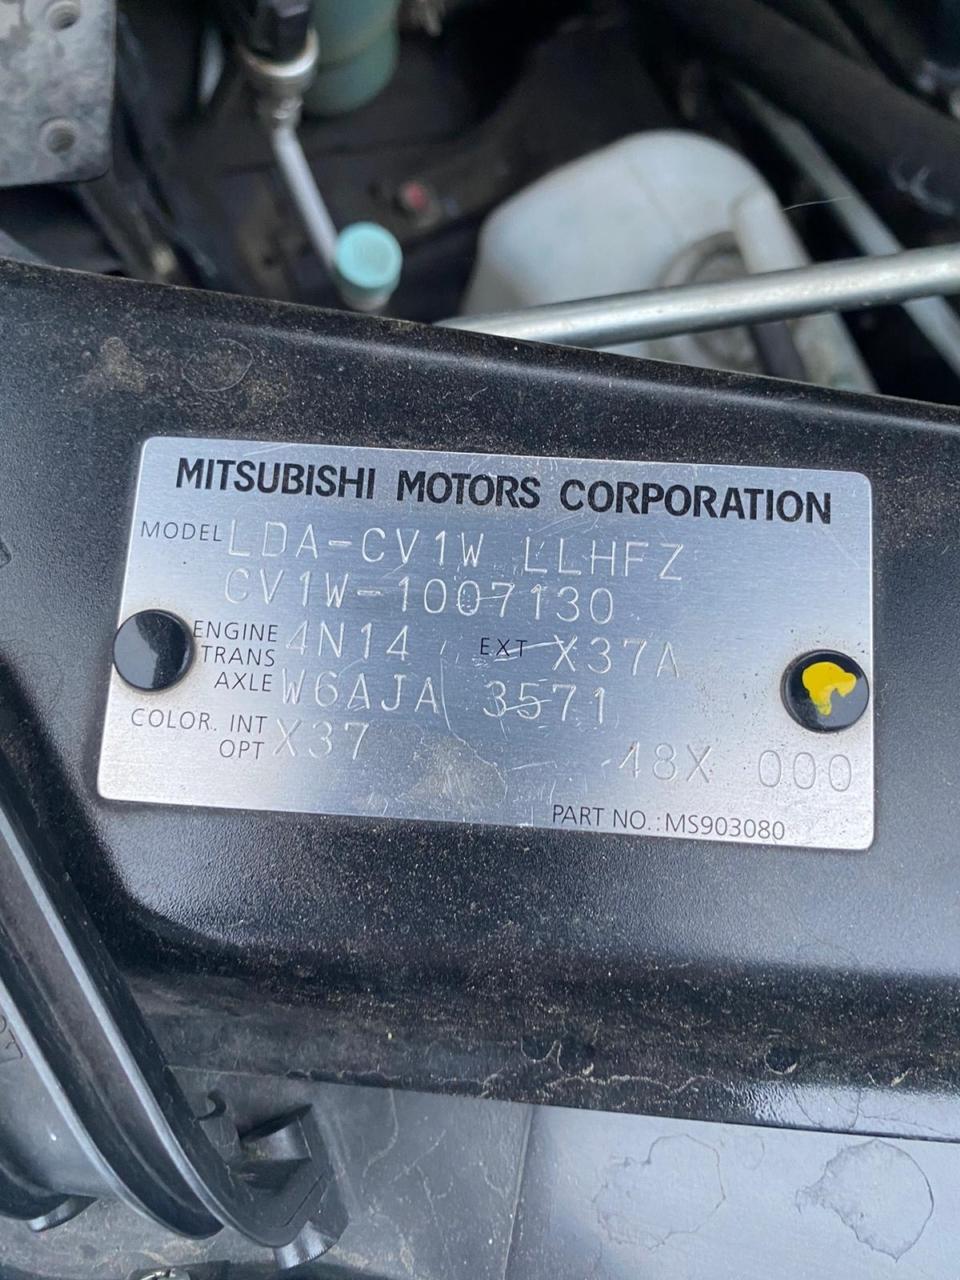 MITSUBISHI MOTORS CORPORATION
MODEL LDA-CV1W LLHFZ
CV1W-1007130
ENGINE 4N14 EXT X37A
TRANS
AXLE W6AJA 3571
COLOR. INT
OPT X37 48X 000
PART NO.:MS903080